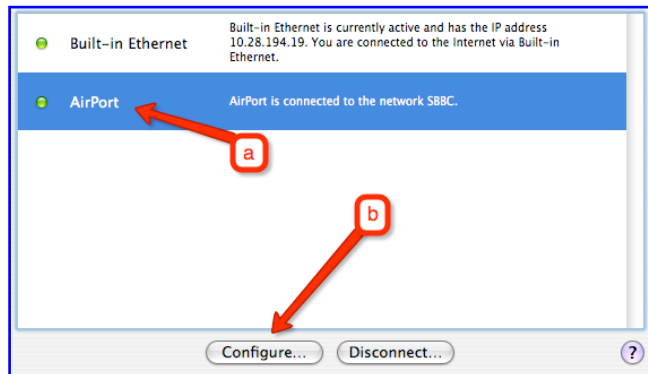 Built-in Ethernet
Built-in Ethernet is currently active and has the IP address
10.28.194.19. You are connected to the Internet via Built-in
Ethernet.
AirPort
AirPort is connected to the network SBBC.
a
b
Configure...
Disconnect...
?